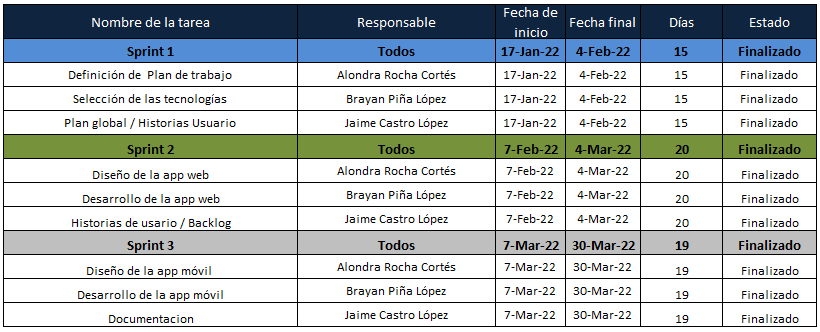 Nombre de la tarea Responsable Fecha de inicio Fecha final Días Estado
Sprint 1 Todos 17-Jan-22 4-Feb-22 15 Finalizado
Definición de Plan de trabajo Alondra Rocha Cortés 17-Jan-22 4-Feb-22 15 Finalizado
Selección de las tecnologías Brayan Piña López 17-Jan-22 4-Feb-22 15 Finalizado
Plan global / Historias Usuario Jaime Castro López 17-Jan-22 4-Feb-22 15 Finalizado
Sprint 2 Todos 7-Feb-22 4-Mar-22 20 Finalizado
Diseño de la app web Alondra Rocha Cortés 7-Feb-22 4-Mar-22 20 Finalizado
Desarrollo de la app web Brayan Piña López 7-Feb-22 4-Mar-22 20 Finalizado
Historias de usario / Backlog Jaime Castro López 7-Feb-22 4-Mar-22 20 Finalizado
Sprint 3 Todos 7-Mar-22 30-Mar-22 19 Finalizado
Diseño de la app móvil Alondra Rocha Cortés 7-Mar-22 30-Mar-22 19 Finalizado
Desarrollo de la app móvil Brayan Piña López 7-Mar-22 30-Mar-22 19 Finalizado
Documentacion Jaime Castro López 7-Mar-22 30-Mar-22 19 Finalizado